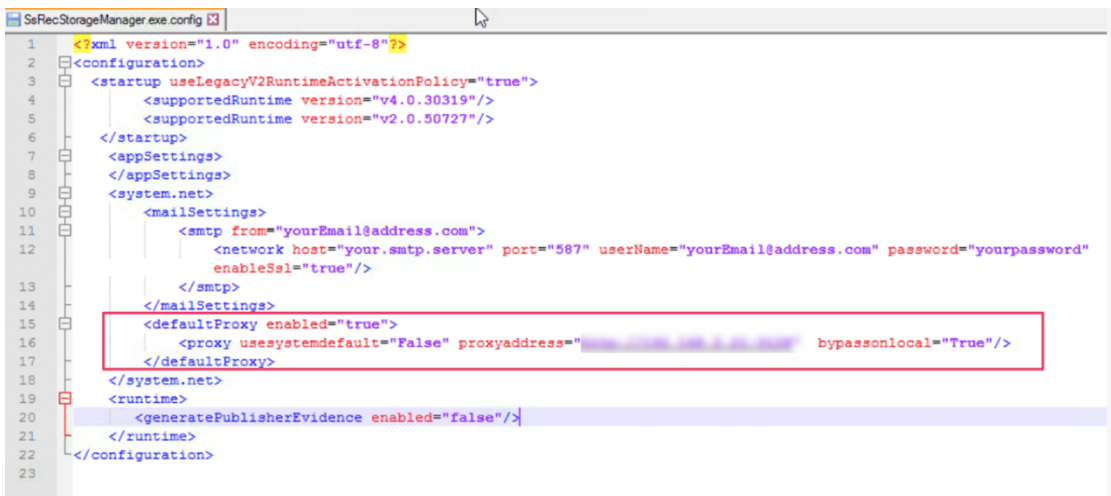 SsRecStorageManager.exe.config
1 <?xml version="1.0" encoding="utf-8"?>
2 <configuration>
3 <startup useLegacyV2RuntimeActivationPolicy="true">
4 <supportedRuntime version="v4.0.30319"/>
5 <supportedRuntime version="v2.0.50727"/>
6 </startup>
7 <appSettings>
8 </appSettings>
9 <system.net>
10 <mailSettings>
11 <smtp from="yourEmail@address.com">
12 <network host="your.smtp.server" port="587" userName="yourEmail@address.com" password="yourpassword"
enableSsl="true"/>
13 </smtp>
14 </mailSettings>
15 <defaultProxy enabled="true">
16 <proxy usesystemdefault="False" proxyaddress=" bypassonlocal="True"/>
17 </defaultProxy>
18 </system.net>
19 <runtime>
20 <generatePublisherEvidence enabled="false"/>
21 </runtime>
22 </configuration>
23